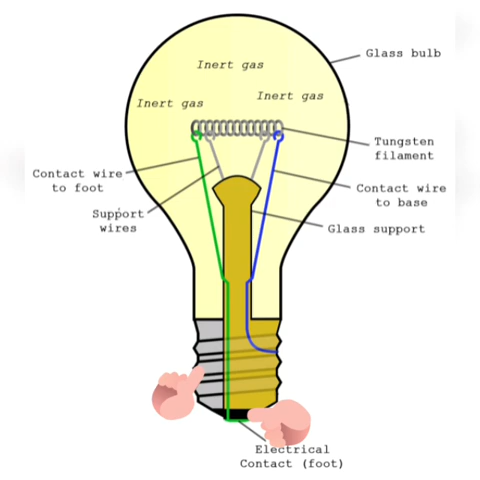 Glass bulb
Inert gas
Inert gas
Inert gas
Tungsten
filament
Contact wire
to foot
Contact wire
to base
Support
wires
Glass support
Electrical
Contact (foot)